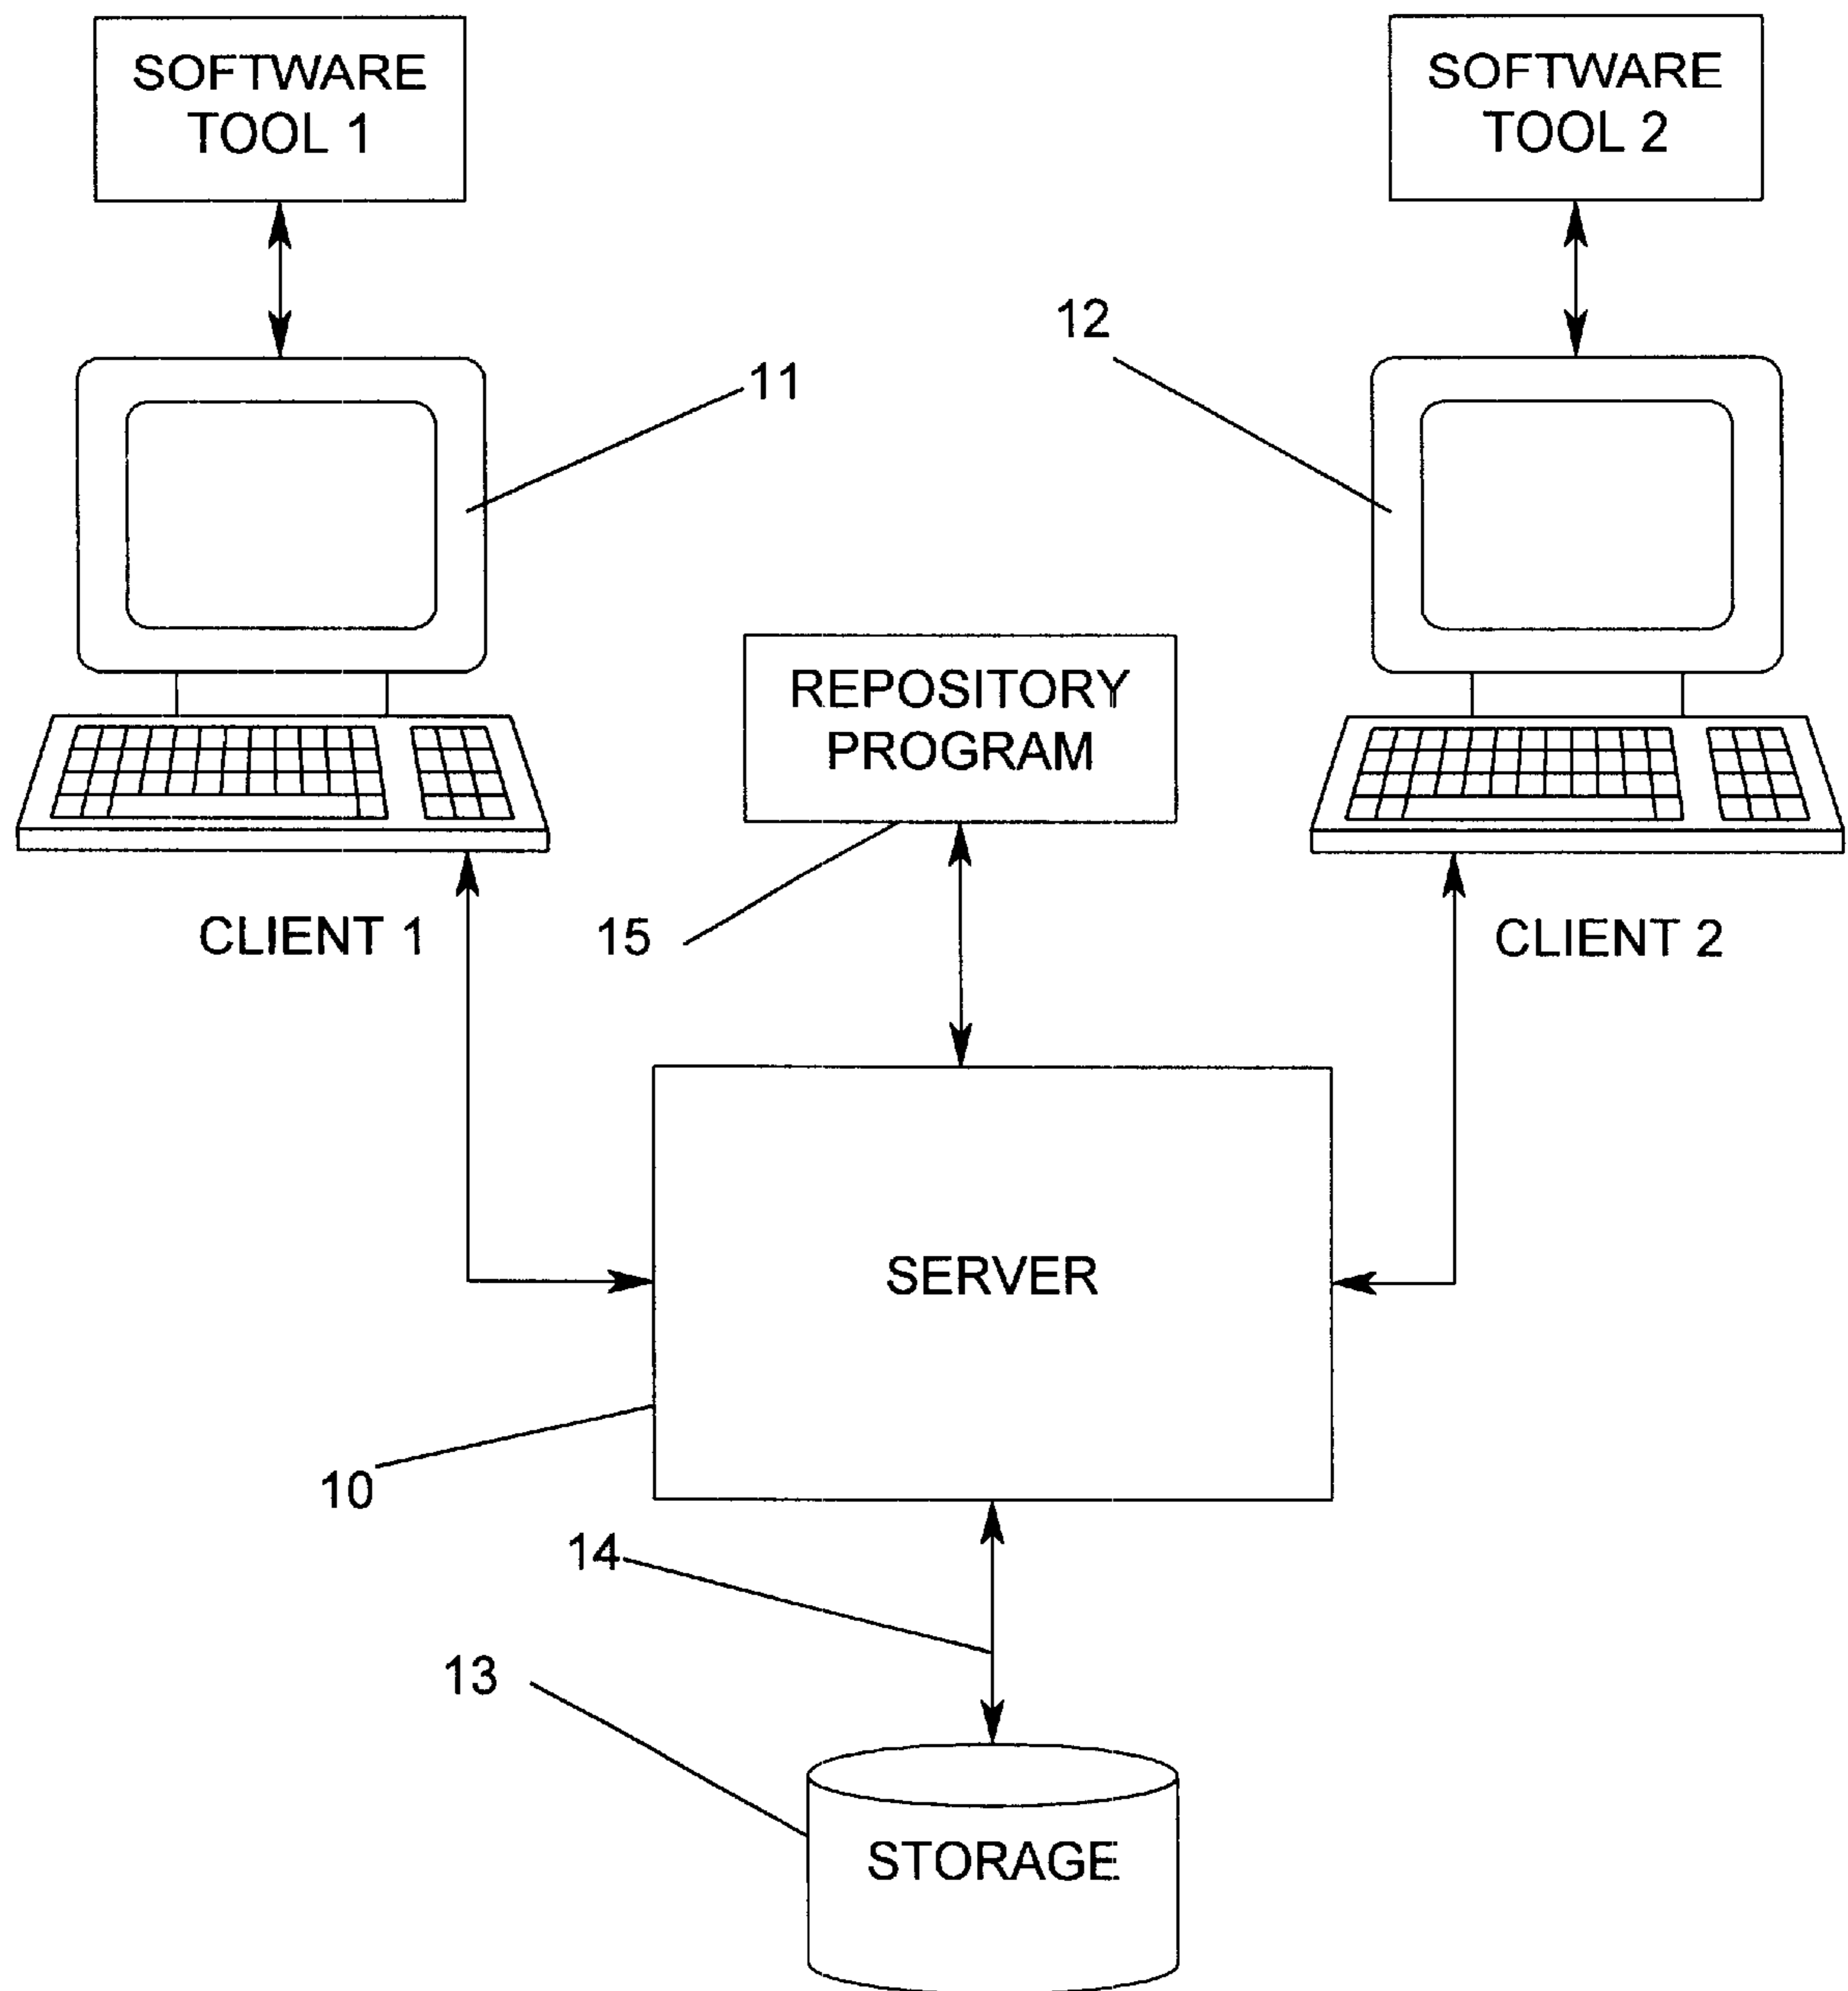 SOFTWARE
TOOL 1
SOFTWARE
TOOL 2
12
11
REPOSITORY
PROGRAM
CLIENT 1
15
CLIENT 2
SERVER
10
14
13
STORAGE